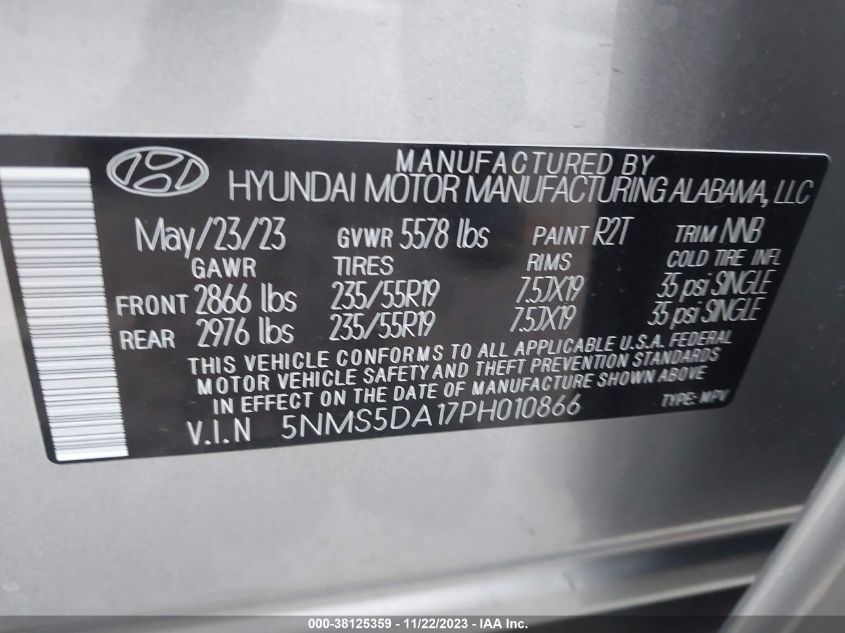 MANUFACTURED BY
HYUNDAI MOTOR MANUFACTURING ALABAMA, LLC
May/23/23 GVWR 5578 lbs PAINT R2T TRIM NNB
GAWR TIRES RIMS COLD TIRE INFL
FRONT 2866 lbs 235/55R19 7.5JX19 35 psi SINGLE
REAR 2976 lbs 235/55R19 7.5JX19 35 psi SINGLE
THIS VEHICLE CONFORMS TO ALL APPLICABLE U.S.A. FEDERAL
MOTOR VEHICLE SAFETY AND THEFT PREVENTION STANDARDS
IN EFFECT ON THE DATE OF MANUFACTURE SHOWN ABOVE
V.I.N 5NMS5DA17PH010866 TYPE: MPV
000-38125359 - 11/22/2023 - IAA Inc.